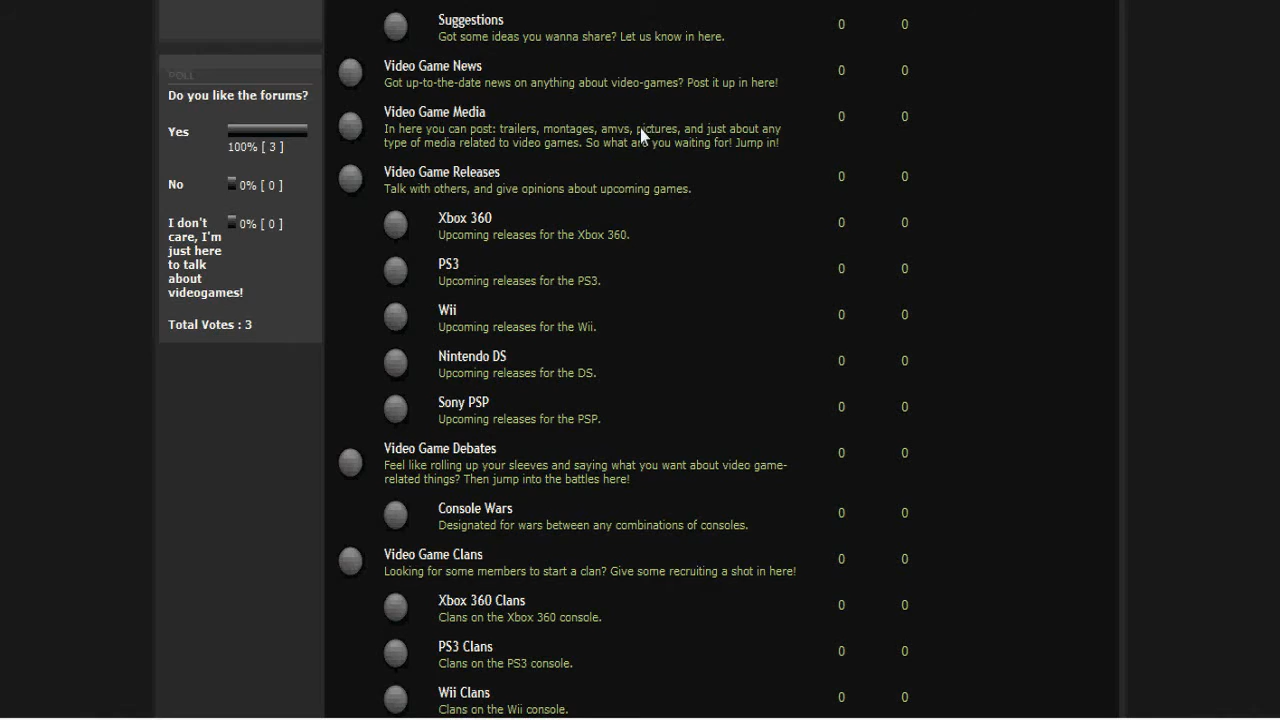 POLL
Do you like the forums?
Yes
100% [ 3 ]
No
0% [ 0 ]
I don't
care, I'm
just here
to talk
about
videogames!
0% [ 0 ]
Total Votes : 3
Suggestions 0 0
Got some ideas you wanna share? Let us know in here.
Video Game News 0 0
Got up-to-date news on anything about video-games? Post it up in here!
Video Game Media 0 0
In here you can post: trailers, montages, amvs, pictures, and just about any
type of media related to video games. So what are you waiting for! Jump in!
Video Game Releases 0 0
Talk with others, and give opinions about upcoming games.
Xbox 360 0 0
Upcoming releases for the Xbox 360.
PS3 0 0
Upcoming releases for the PS3.
Wii 0 0
Upcoming releases for the Wii.
Nintendo DS 0 0
Upcoming releases for the DS.
Sony PSP 0 0
Upcoming releases for the PSP.
Video Game Debates 0 0
Feel like rolling up your sleeves and saying what you want about video game-
related things? Then jump into the battles here!
Console Wars 0 0
Designated for wars between any combinations of consoles.
Video Game Clans 0 0
Looking for some members to start a clan? Give some recruiting a shot in here!
Xbox 360 Clans 0 0
Clans on the Xbox 360 console.
PS3 Clans 0 0
Clans on the PS3 console.
Wii Clans 0 0
Clans on the Wii console.